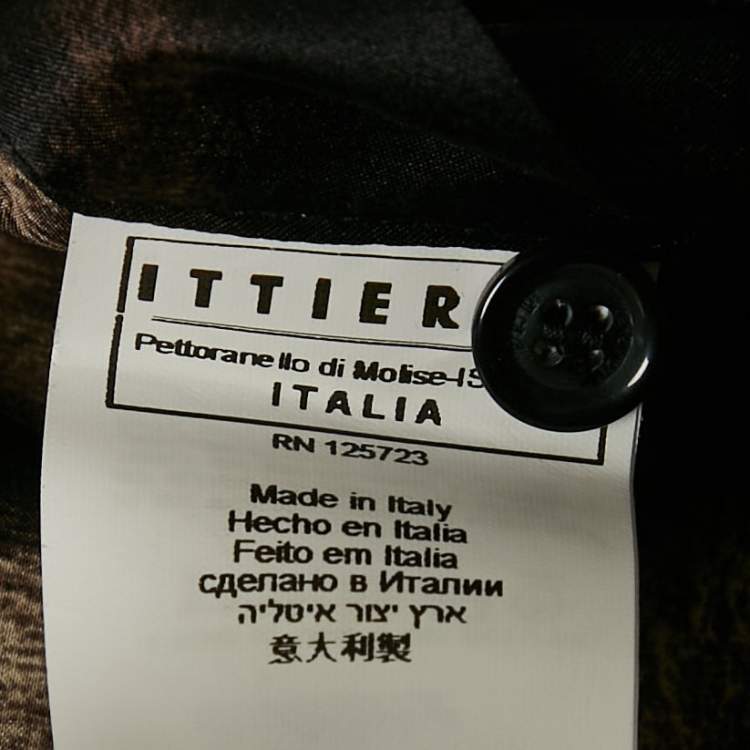 ITTIER
Pettoranello di Molise-IS
ITALIA
RN 125723
Made in Italy
Hecho en Italia
Feito em Italia
сделано в Италии
ארץ יצור איטליה
意大利製